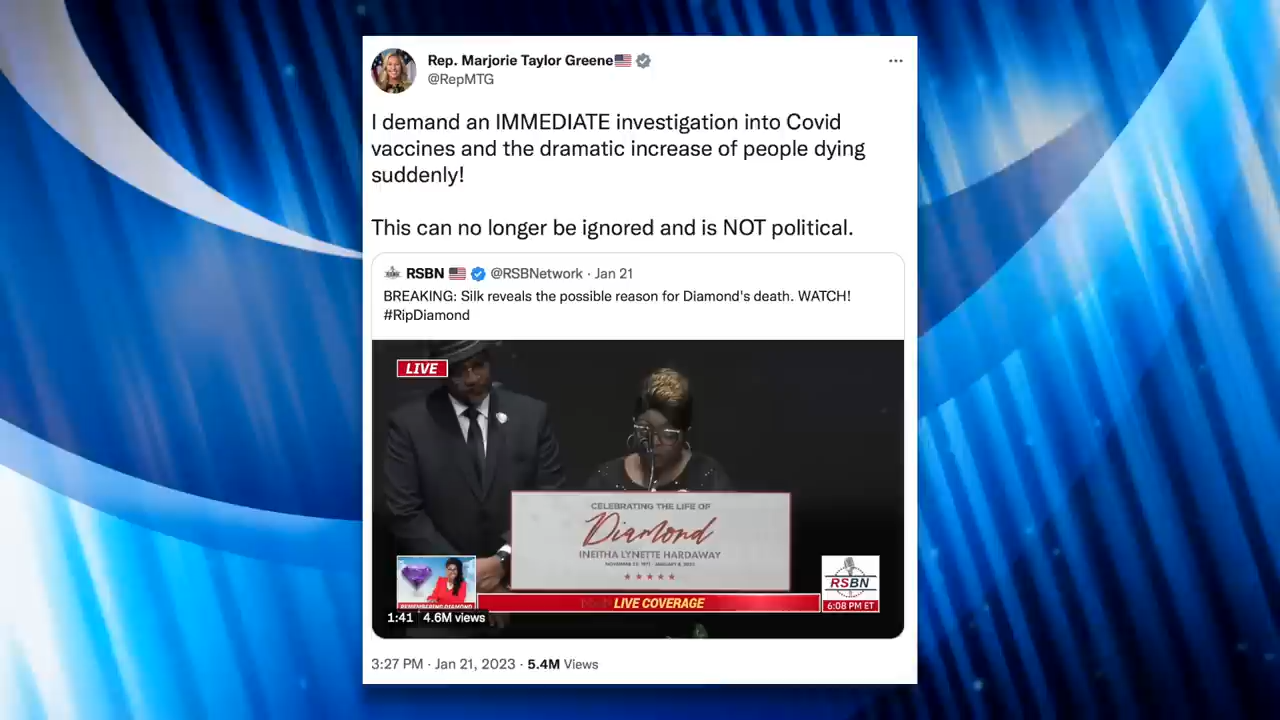 Rep. Marjorie Taylor Greene🇺🇸
@RepMTG
I demand an IMMEDIATE investigation into Covid
vaccines and the dramatic increase of people dying
suddenly!
This can no longer be ignored and is NOT political.
RSBN 🇺🇸 @RSBNetwork · Jan 21
BREAKING: Silk reveals the possible reason for Diamond's death. WATCH!
#RipDiamond
LIVE
CELEBRATING THE LIFE OF
Diamond
INEITHA LYNETTE HARDAWAY
REMEMBERING DIAMOND
LIVE COVERAGE
RSBN
6:08 PM ET
1:41 4.6M views
3:27 PM · Jan 21, 2023 · 5.4M Views